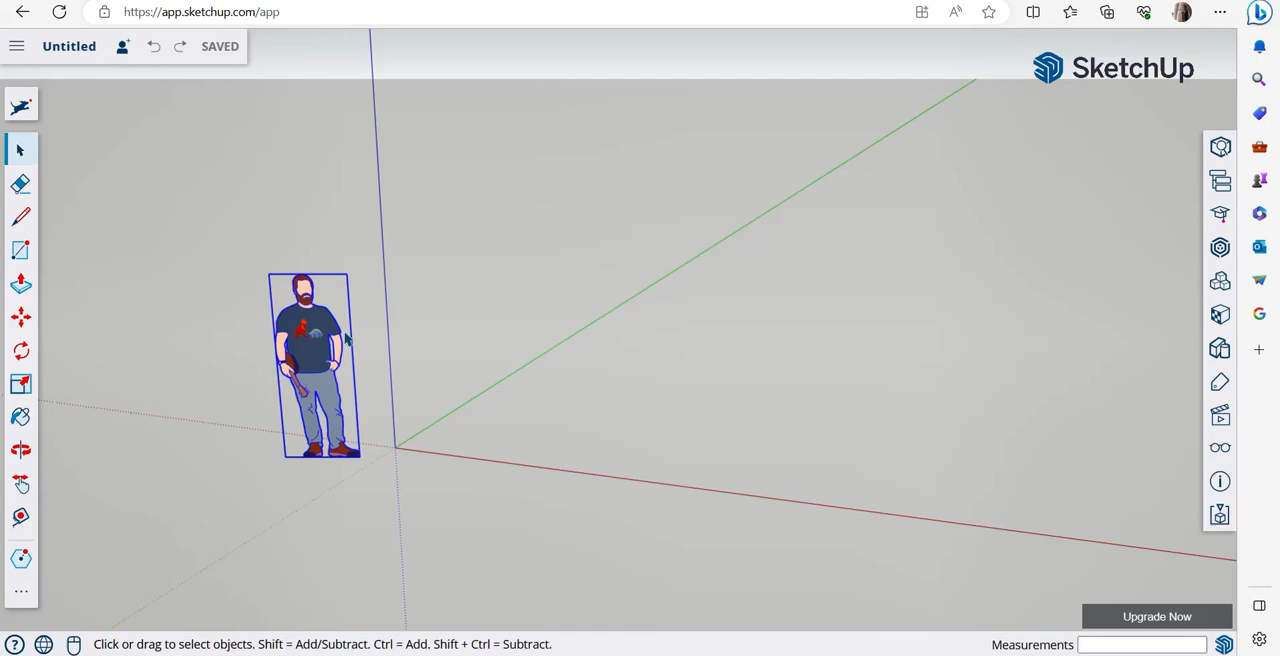 https://app.sketchup.com/app
Untitled
SAVED
SketchUp
Upgrade Now
Click or drag to select objects. Shift = Add/Subtract. Ctrl = Add. Shift + Ctrl = Subtract.
Measurements